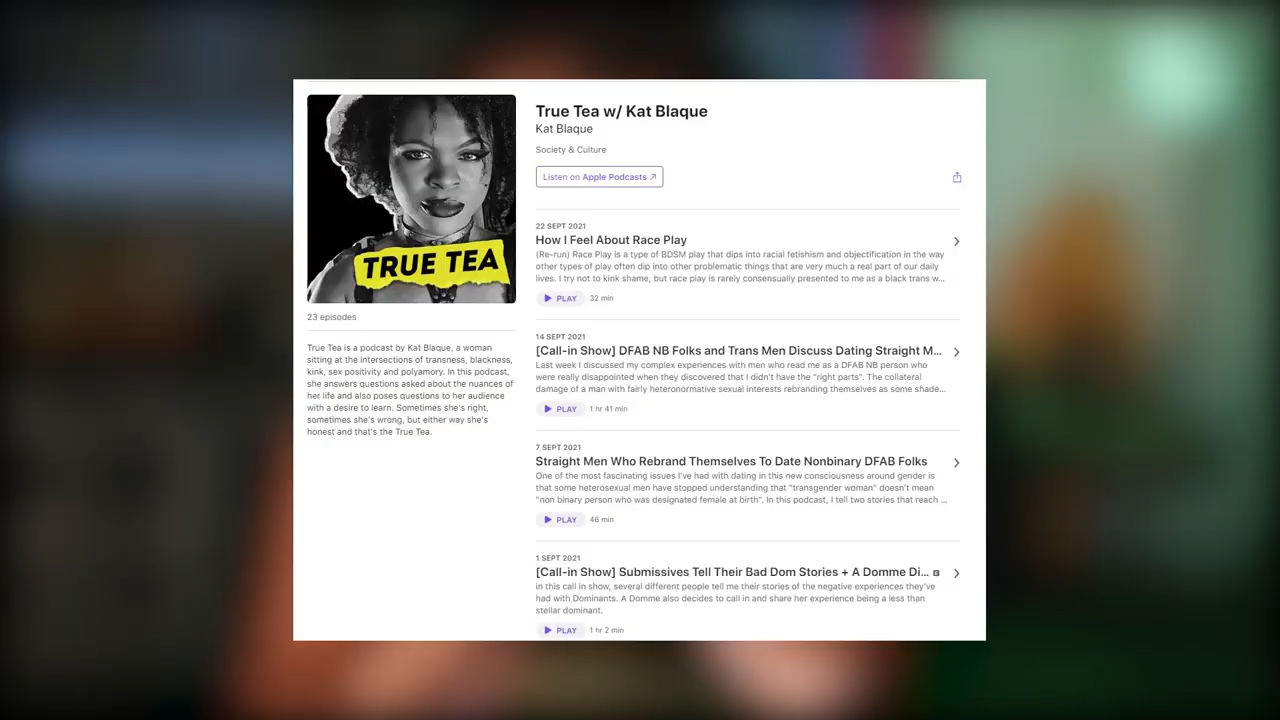 True Tea w/ Kat Blaque
Kat Blaque
Society & Culture
Listen on Apple Podcasts ↗
TRUE TEA
23 episodes
True Tea is a podcast by Kat Blaque, a woman
sitting at the intersections of transness, blackness,
kink, sex positivity and polyamory. In this podcast,
she answers questions asked about the nuances of
her life and also poses questions to her audience
with a desire to learn. Sometimes she's right,
sometimes she's wrong, but either way she's
honest and that's the True Tea.
22 SEPT 2021
How I Feel About Race Play
(Re-run) Race Play is a type of BDSM play that dips into racial fetishism and objectification in the way
other types of play often dip into other problematic things that are very much a real part of our daily
lives. I try not to kink shame, but race play is rarely consensually presented to me as a black trans w...
PLAY 32 min
14 SEPT 2021
[Call-in Show] DFAB NB Folks and Trans Men Discuss Dating Straight M...
Last week I discussed my complex experiences with men who read me as a DFAB NB person who
were really disappointed when they discovered that I didn't have the "right parts". The collateral
damage of a man with fairly heteronormative sexual interests rebranding themselves as some shade...
PLAY 1 hr 41 min
7 SEPT 2021
Straight Men Who Rebrand Themselves To Date Nonbinary DFAB Folks
One of the most fascinating issues I've had with dating in this new consciousness around gender is
that some heterosexual men have stopped understanding that "transgender woman" doesn't mean
"non binary person who was designated female at birth". In this podcast, I tell two stories that reach ...
PLAY 46 min
1 SEPT 2021
[Call-in Show] Submissives Tell Their Bad Dom Stories + A Domme Di... E
in this call in show, several different people tell me their stories of the negative experiences they've
had with Dominants. A Domme also decides to call in and share her experience being a less than
stellar dominant.
PLAY 1 hr 2 min